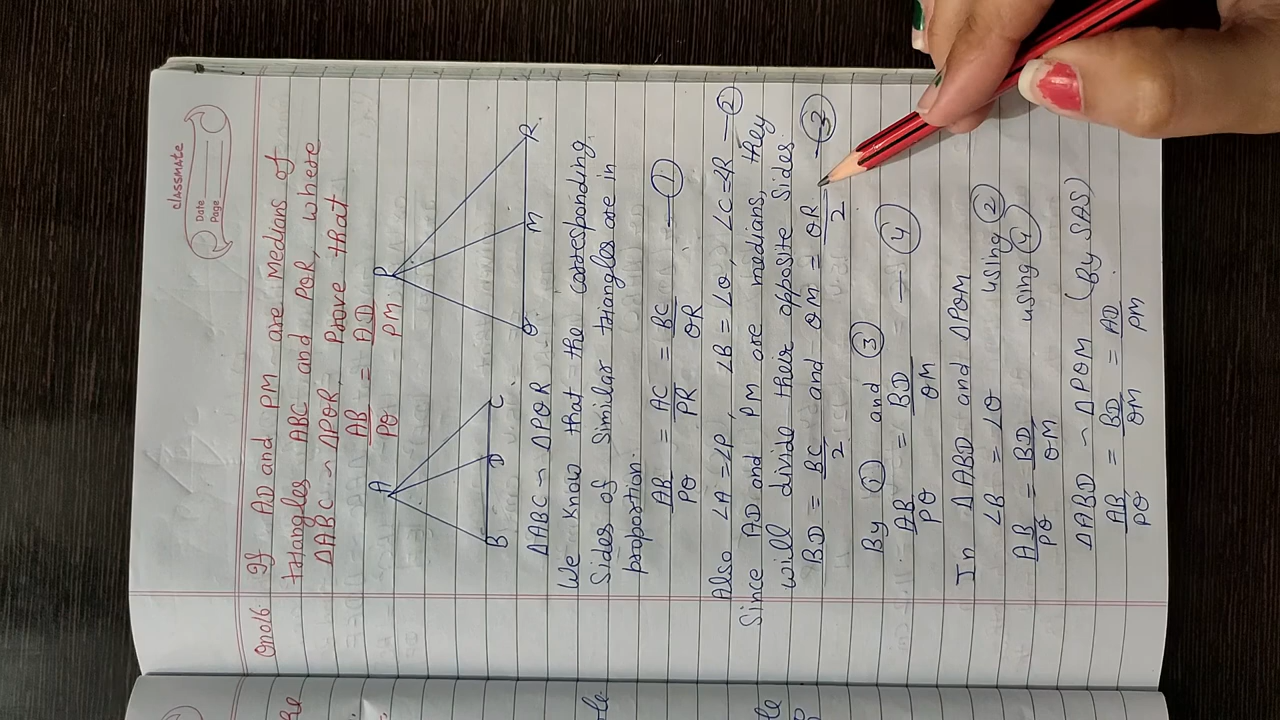 classmate
Date
Page
Qno16. If AD and PM are Medians of
triangles ABC and PQR, where
ΔABC ~ ΔPQR, Prove that
AB/PQ = AD/PM.
A
B
D
C
P
Q
M
R
ΔABC ~ ΔPQR
We Know that the corresponding
Sides of Similar triangles are in
proportion.
AB/PQ = AC/PR = BC/QR — ①
Also ∠A=∠P, ∠B=∠Q, ∠C=∠R — ②
Since AD and PM are medians, they
will divide their opposite Sides.
BD = BC/2 and QM = QR/2 — ③
By ① and ③
AB/PQ = BD/QM — ④
In ΔABD and ΔPQM
∠B = ∠Q using ②
AB/PQ = BD/QM using ④
ΔABD ~ ΔPQM (By SAS)
AB/PQ = BD/QM = AD/PM